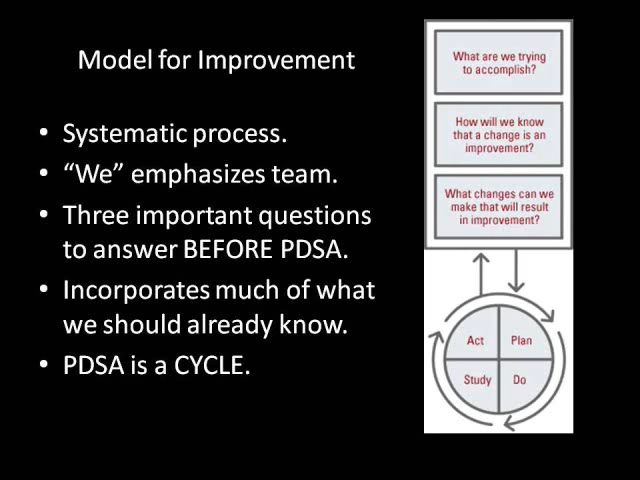 Model for Improvement
• Systematic process.
• “We” emphasizes team.
• Three important questions
to answer BEFORE PDSA.
• Incorporates much of what
we should already know.
• PDSA is a CYCLE.
What are we trying
to accomplish?
How will we know
that a change is an
improvement?
What changes can we
make that will result
in improvement?
Act Plan
Study Do